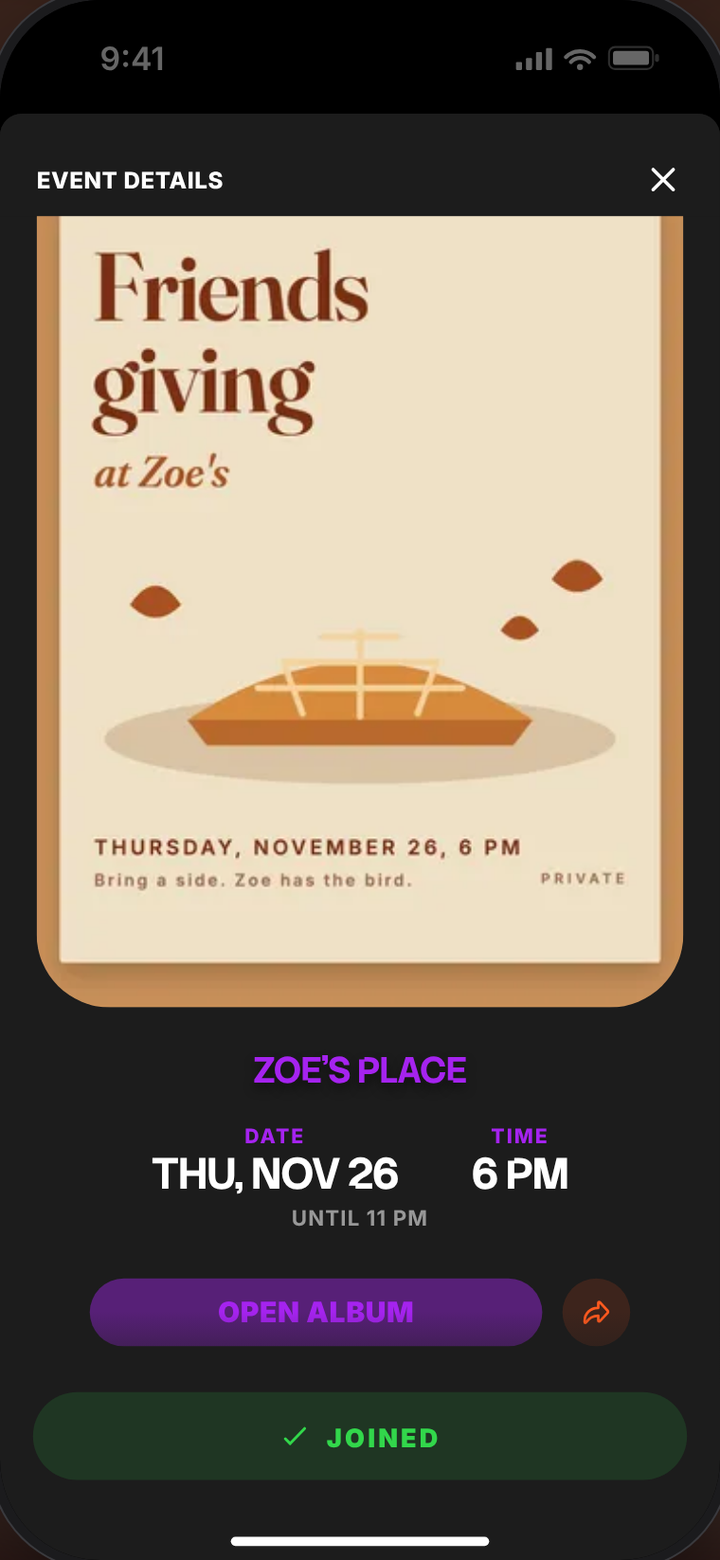 9:41
EVENT DETAILS
Friends
giving
at Zoe's
THURSDAY, NOVEMBER 26, 6 PM
Bring a side. Zoe has the bird.
PRIVATE
ZOE’S PLACE
DATE
TIME
THU, NOV 26
6 PM
UNTIL 11 PM
OPEN ALBUM
JOINED